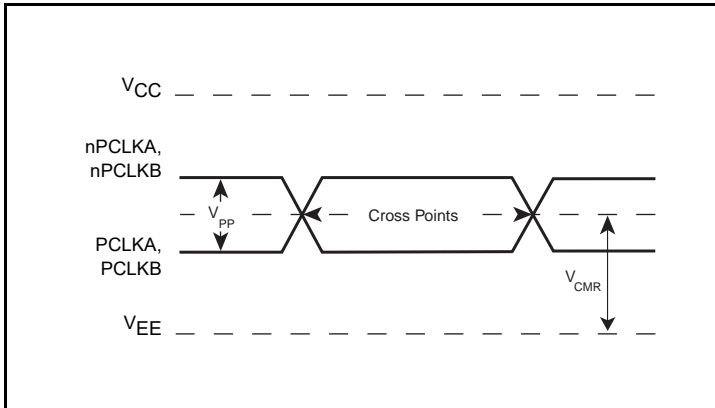 VCC
nPCLKA,
nPCLKB
VPP
Cross Points
PCLKA,
PCLKB
VCMR
VEE